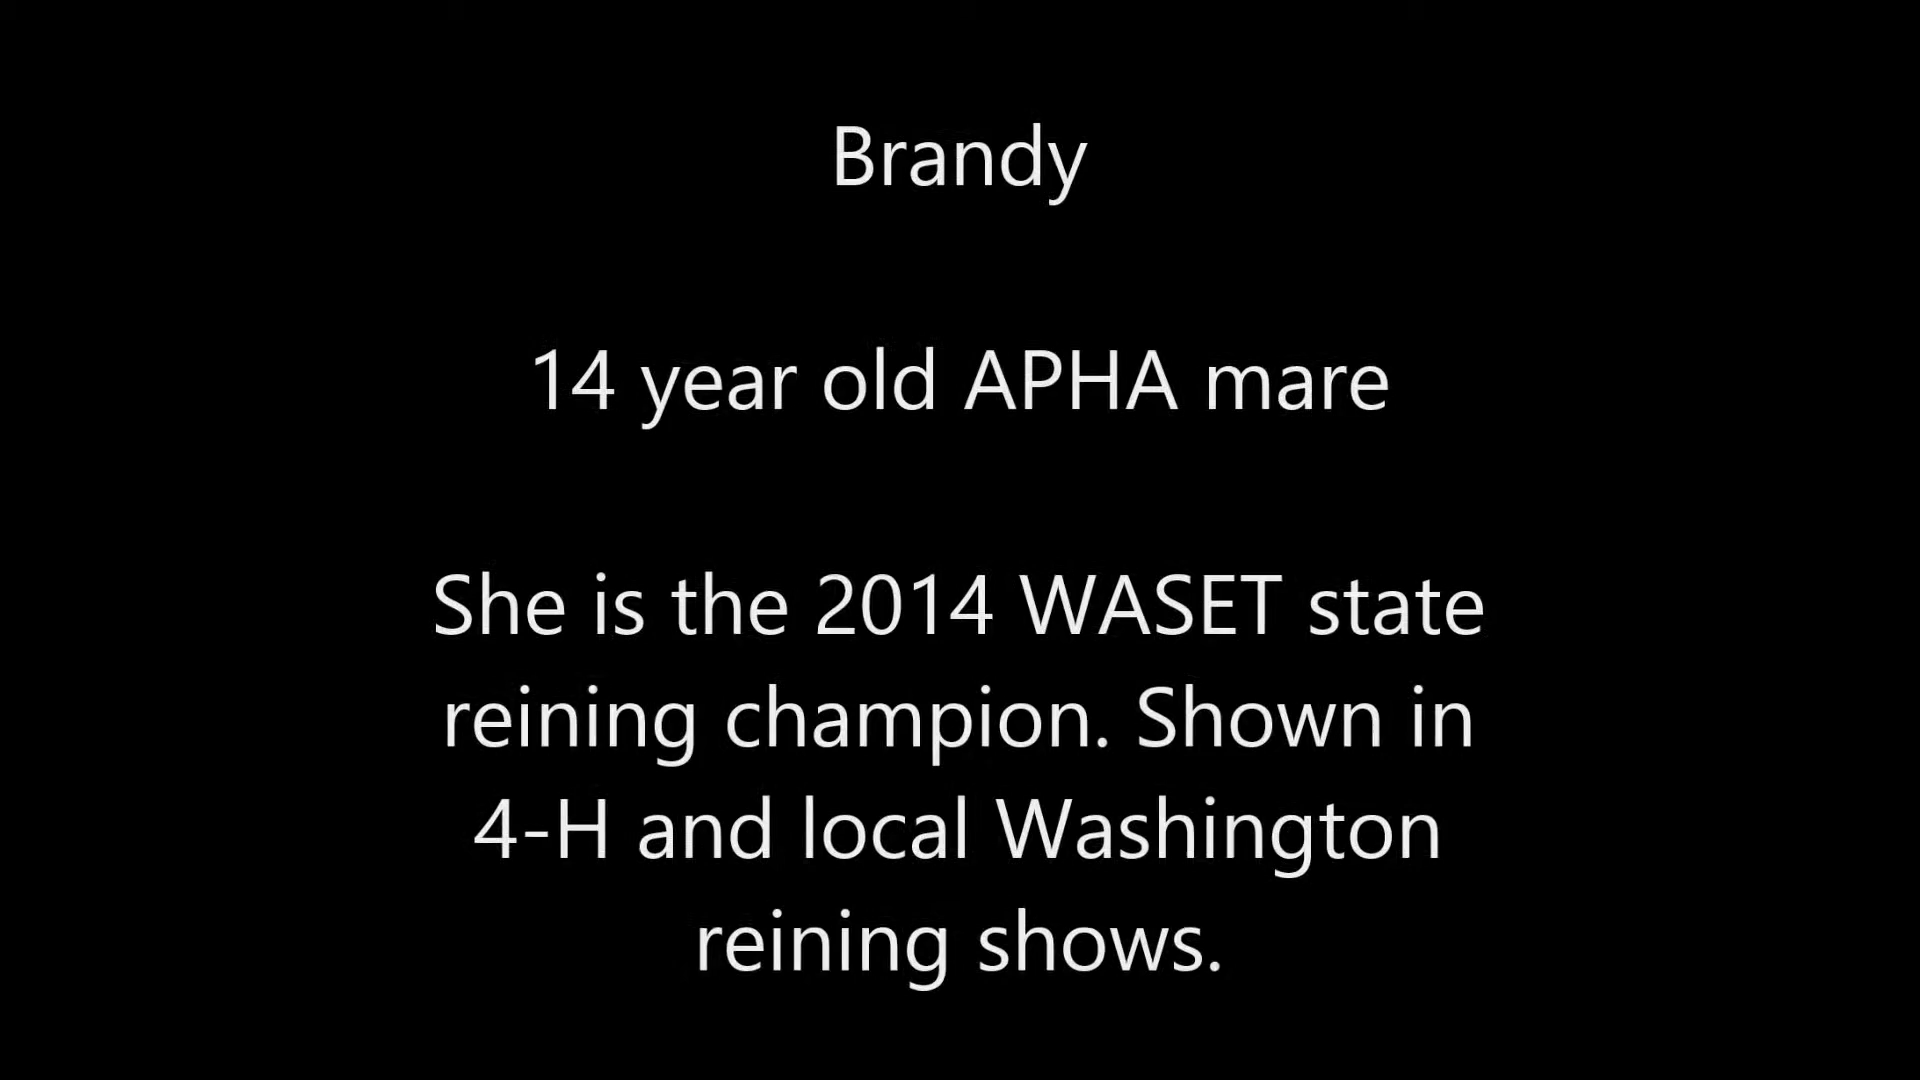 Brandy
14 year old APHA mare
She is the 2014 WASET state
reining champion. Shown in
4-H and local Washington
reining shows.